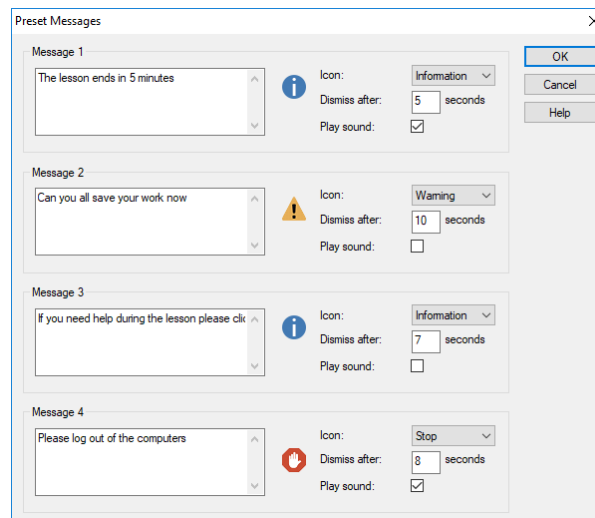 Preset Messages
Message 1
The lesson ends in 5 minutes
Icon: Information
Dismiss after: 5 seconds
Play sound:
OK
Cancel
Help
Message 2
Can you all save your work now
Icon: Warning
Dismiss after: 10 seconds
Play sound:
Message 3
If you need help during the lesson please clic
Icon: Information
Dismiss after: 7 seconds
Play sound:
Message 4
Please log out of the computers
Icon: Stop
Dismiss after: 8 seconds
Play sound: